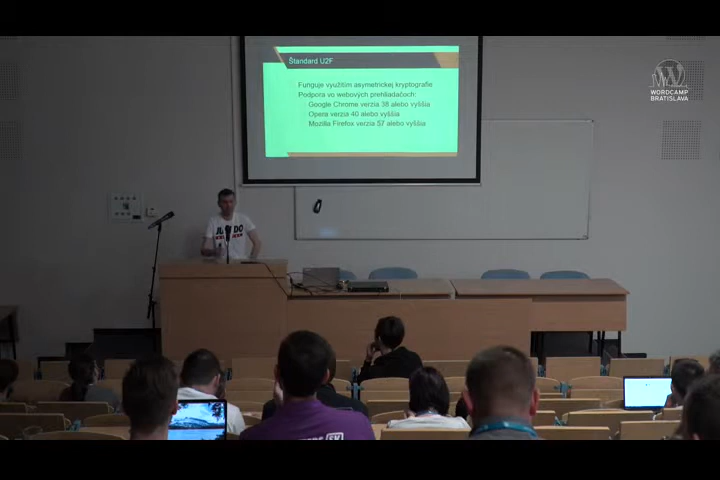 Štandard U2F
Funguje využitím asymetrickej kryptografie
Podpora vo webových prehliadačoch:
Google Chrome verzia 38 alebo vyššia
Opera verzia 40 alebo vyššia
Mozilla Firefox verzia 57 alebo vyššia
WORDCAMP
BRATISLAVA